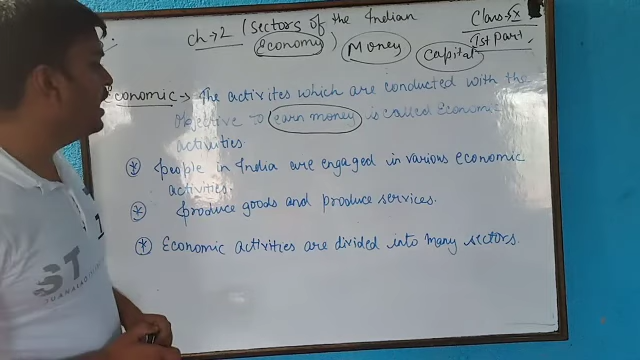 ch → 2 (Sectors of the Indian
Economy) Money Capital
Class → X
1st Part
Economic → The activites which are conducted with the
objective to earn money is called Economic
activities
people in India are engaged in various economic
activities.
Produce goods and produce services.
Economic activities are divided into many sectors.
ST